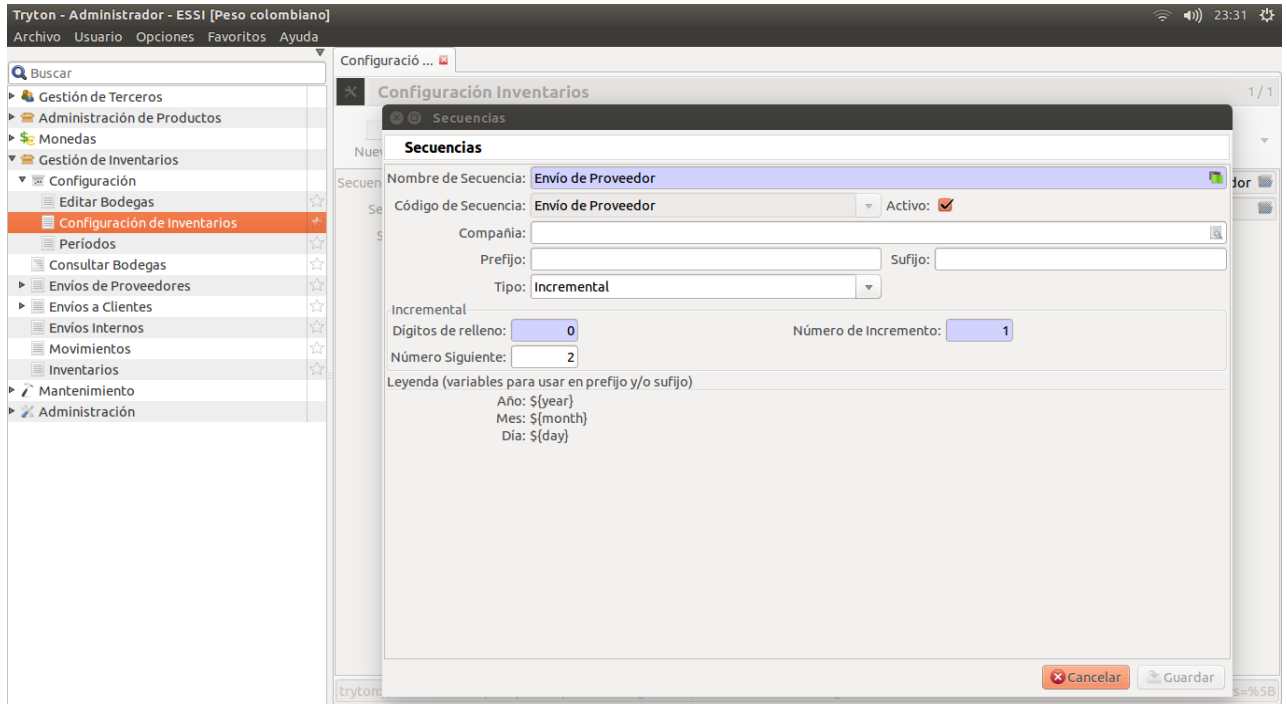 Tryton - Administrador - ESSI [Peso colombiano]
23:31
Archivo Usuario Opciones Favoritos Ayuda
Buscar
Gestión de Terceros
Administración de Productos
Monedas
Gestión de Inventarios
Configuración
Editar Bodegas
Configuración de Inventarios
Períodos
Consultar Bodegas
Envíos de Proveedores
Envíos a Clientes
Envíos Internos
Movimientos
Inventarios
Mantenimiento
Administración
Configuració ...
Configuración Inventarios
1 / 1
Secuencias
Secuencias
Nombre de Secuencia: Envío de Proveedor
Código de Secuencia: Envío de Proveedor Activo:
Compañia:
Prefijo: Sufijo:
Tipo: Incremental
Incremental
Dígitos de relleno: 0 Número de Incremento: 1
Número Siguiente: 2
Leyenda (variables para usar en prefijo y/o sufijo)
Año: ${year}
Mes: ${month}
Día: ${day}
Cancelar Guardar